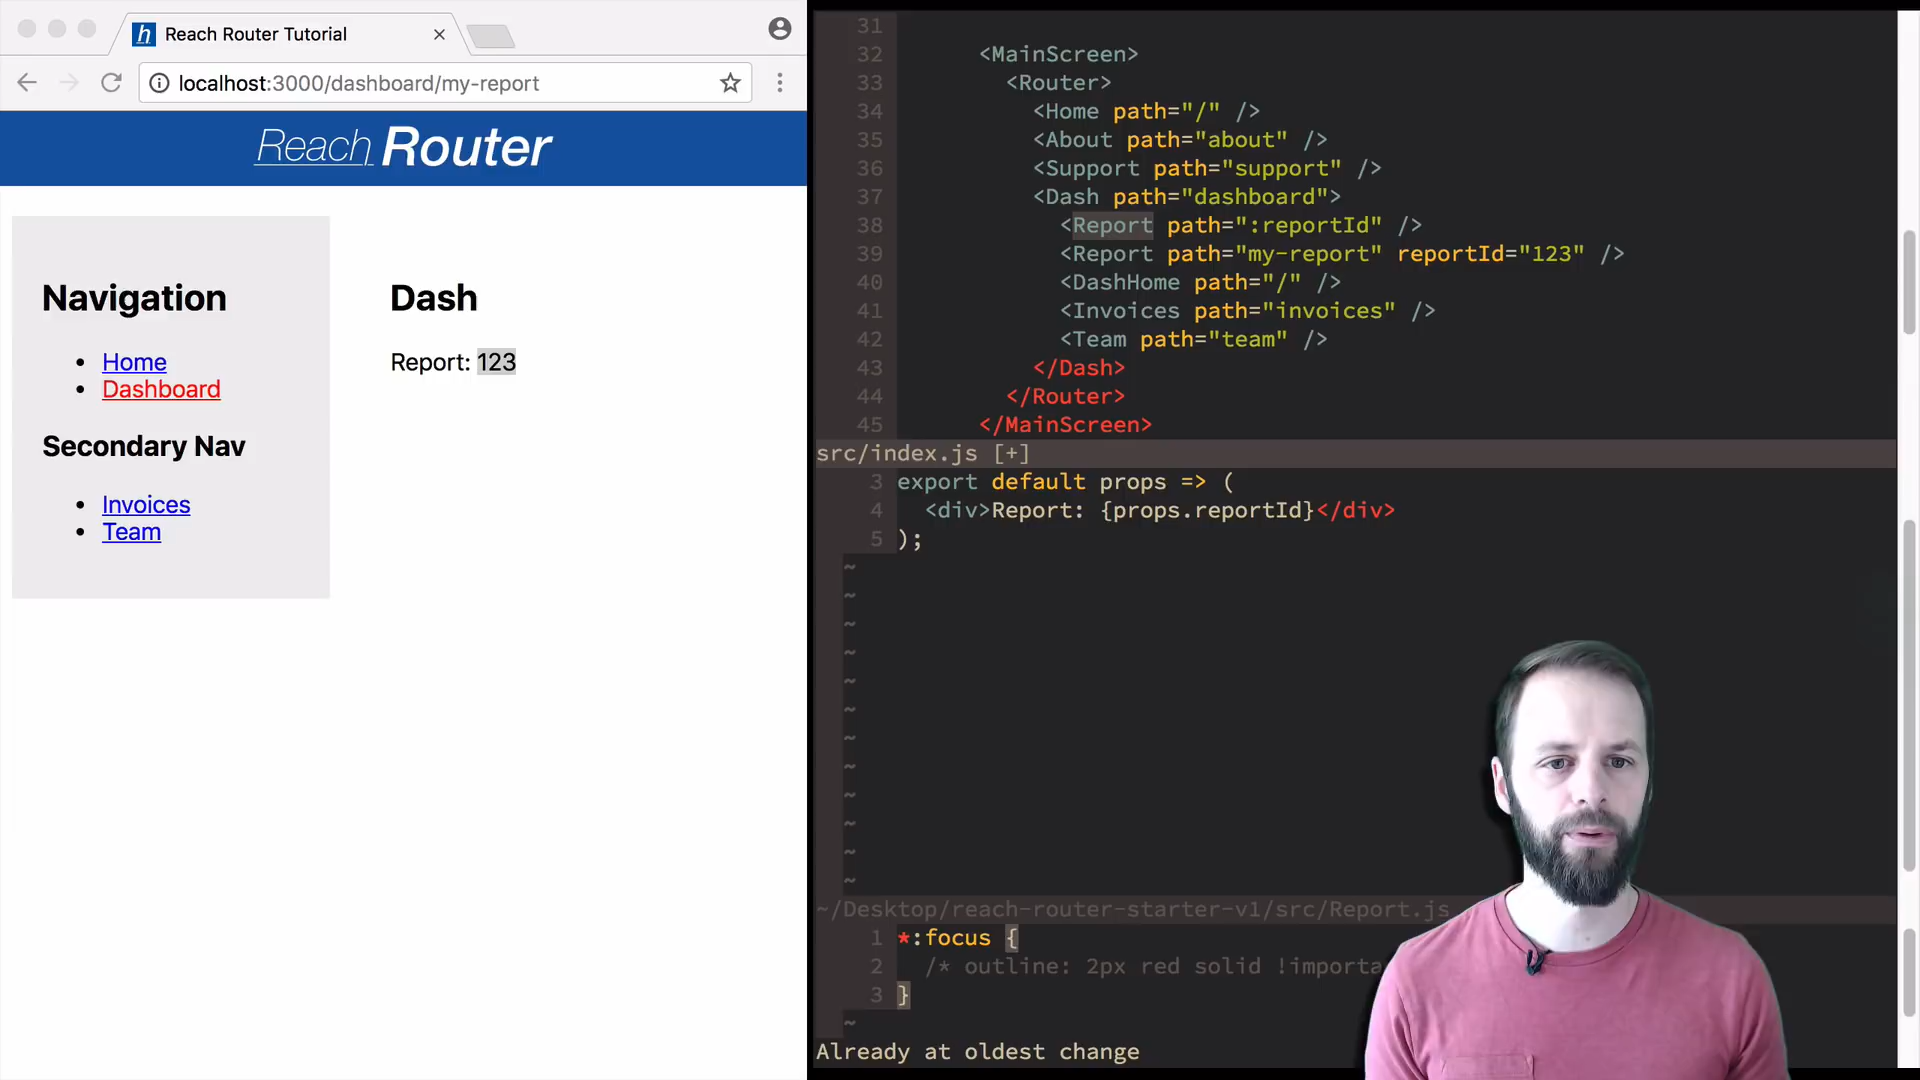 Reach Router Tutorial
localhost:3000/dashboard/my-report
Reach Router
Navigation
Home
Dashboard
Secondary Nav
Invoices
Team
Dash
Report: 123
31
32 <MainScreen>
33 <Router>
34 <Home path="/" />
35 <About path="about" />
36 <Support path="support" />
37 <Dash path="dashboard">
38 <Report path=":reportId" />
39 <Report path="my-report" reportId="123" />
40 <DashHome path="/" />
41 <Invoices path="invoices" />
42 <Team path="team" />
43 </Dash>
44 </Router>
45 </MainScreen>
src/index.js [+]
3 export default props => (
4 <div>Report: {props.reportId}</div>
5 );
~
~
~
~
~
~
~
~
~
~
~
~
~/Desktop/reach-router-starter-v1/src/Report.js
1 *:focus {
2 /* outline: 2px red solid !importa
3 }
~
Already at oldest change